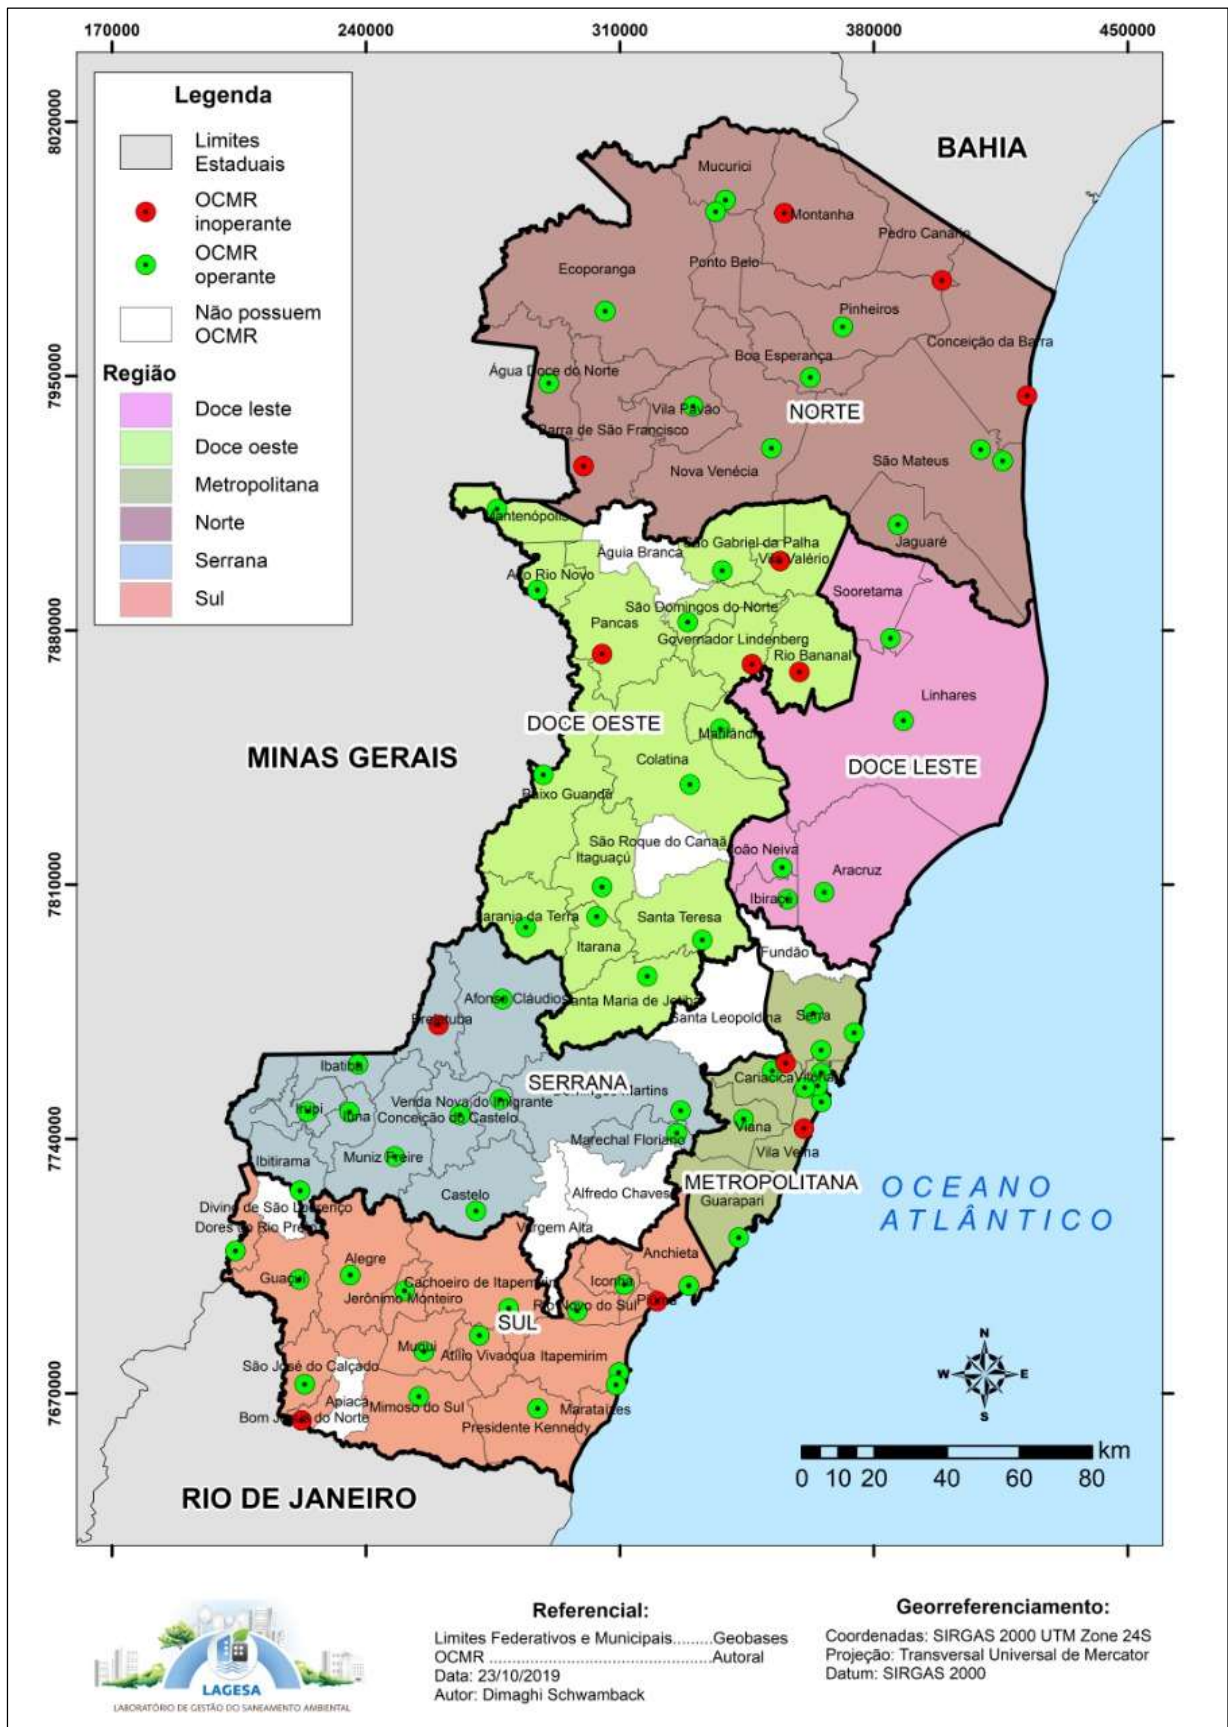 170000
240000
310000
380000
450000
8020000
7950000
7880000
7810000
7740000
7670000
Legenda
Limites
Estaduais
OCMR
inoperante
OCMR
operante
Não possuem
OCMR
Região
Doce leste
Doce oeste
Metropolitana
Norte
Serrana
Sul
BAHIA
Mucurici
Montanha
Pedro Canário
Ponto Belo
Ecoporanga
Pinheiros
Conceição da Barra
Boa Esperança
Água Doce do Norte
Vila Pavão
NORTE
Barra de São Francisco
São Mateus
Nova Venécia
Mantenópolis
Jaguaré
São Gabriel da Palha
Águia Branca
Vila Valério
Alto Rio Novo
Sooretama
São Domingos do Norte
Pancas
Governador Lindenberg
Rio Bananal
Linhares
DOCE OESTE
Marilândia
MINAS GERAIS
Colatina
DOCE LESTE
Baixo Guandú
São Roque do Canaã
João Neiva
Itaguaçú
Aracruz
Ibiraçú
Laranja da Terra
Santa Teresa
Itarana
Fundão
Afonso Cláudio
Santa Maria de Jetibá
Brejetuba
Santa Leopoldina
Serra
Ibatiba
SERRANA
Cariacica
Vitória
Domingos Martins
Venda Nova do Imigrante
Irupi
Iúna
Conceição do Castelo
Viana
Marechal Floriano
Vila Velha
Ibitirama
Muniz Freire
METROPOLITANA
Castelo
Alfredo Chaves
Guarapari
OCEANO
ATLÂNTICO
Divino de São Lourenço
Dores do Rio Preto
Vargem Alta
Anchieta
Alegre
Guaçuí
Cachoeiro de Itapemirim
Iconha
Jerônimo Monteiro
Rio Novo do Sul
Piúma
SUL
Muqui
Atílio Vivacqua
Itapemirim
São José do Calçado
Apiacá
Mimoso do Sul
Marataízes
Bom Jesus do Norte
Presidente Kennedy
RIO DE JANEIRO
N
W
E
S
km
0 10 20 40 60 80
LAGESA
LABORATÓRIO DE GESTÃO DO SANEAMENTO AMBIENTAL
Referencial:
Limites Federativos e Municipais.........Geobases
OCMR ..........................................Autoral
Data: 23/10/2019
Autor: Dimaghi Schwamback
Georreferenciamento:
Coordenadas: SIRGAS 2000 UTM Zone 24S
Projeção: Transversal Universal de Mercator
Datum: SIRGAS 2000